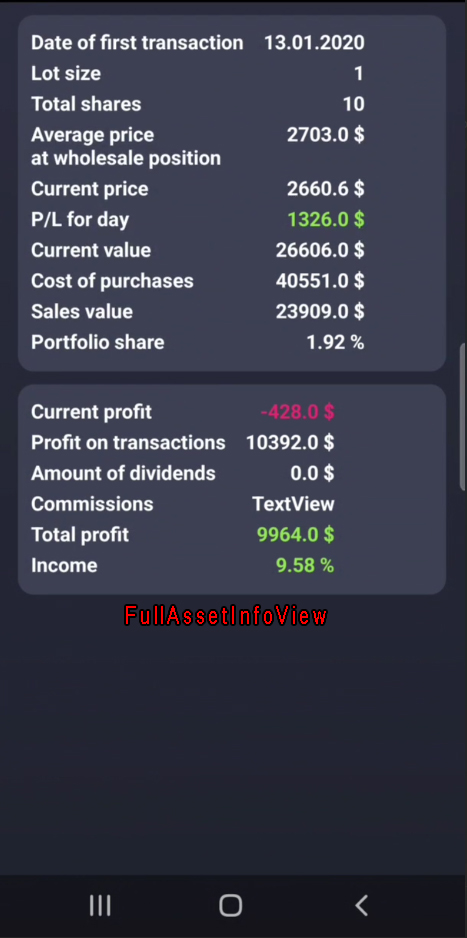 Date of first transaction 13.01.2020
Lot size 1
Total shares 10
Average price 2703.0 $
at wholesale position
Current price 2660.6 $
P/L for day 1326.0 $
Current value 26606.0 $
Cost of purchases 40551.0 $
Sales value 23909.0 $
Portfolio share 1.92 %
Current profit -428.0 $
Profit on transactions 10392.0 $
Amount of dividends 0.0 $
Commissions TextView
Total profit 9964.0 $
Income 9.58 %
FullAssetInfoView